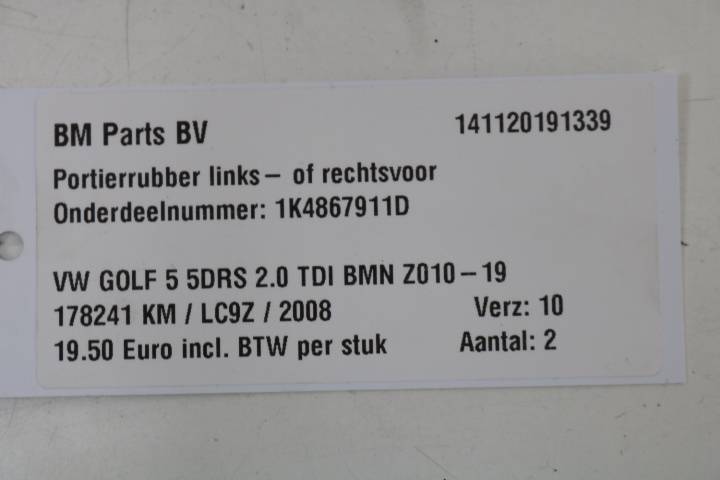 BM Parts BV 141120191339
Portierrubber links – of rechtsvoor
Onderdeelnummer: 1K4867911D
VW GOLF 5 5DRS 2.0 TDI BMN Z010 – 19
178241 KM / LC9Z / 2008 Verz: 10
19.50 Euro incl. BTW per stuk Aantal: 2